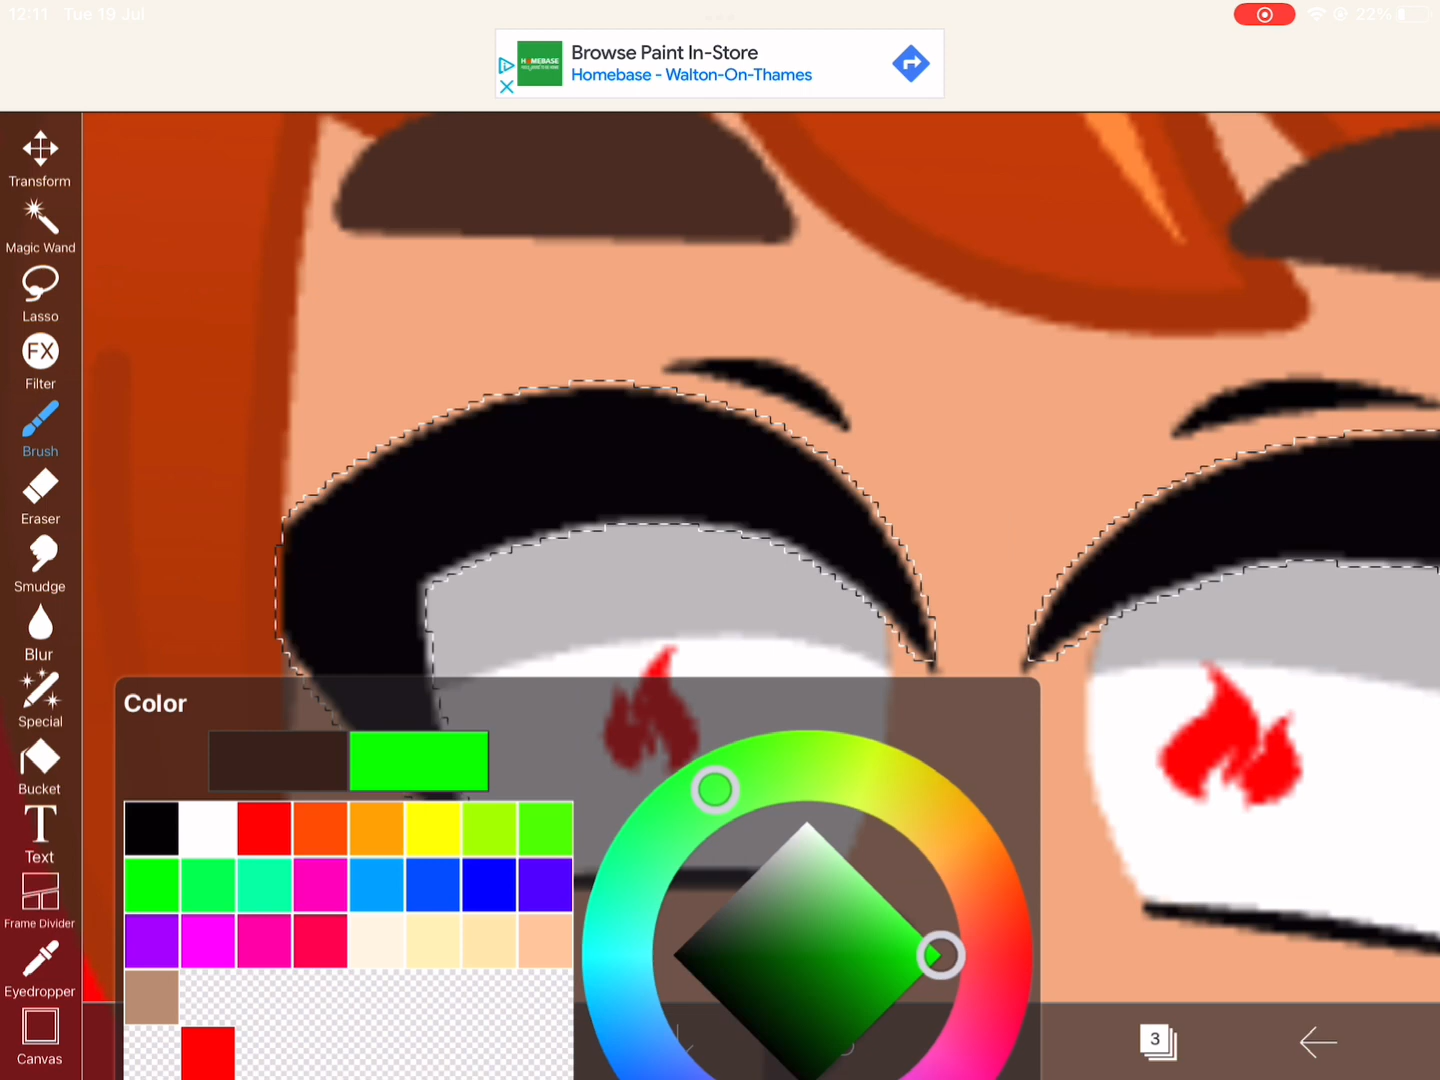 12:11 Tue 19 Jul
22%
HOMEBASE
Browse Paint In-Store
Homebase - Walton-On-Thames
Transform
Magic Wand
Lasso
FX
Filter
Brush
Eraser
Smudge
Blur
Special
Bucket
T
Text
Frame Divider
Eyedropper
Canvas
Color
3